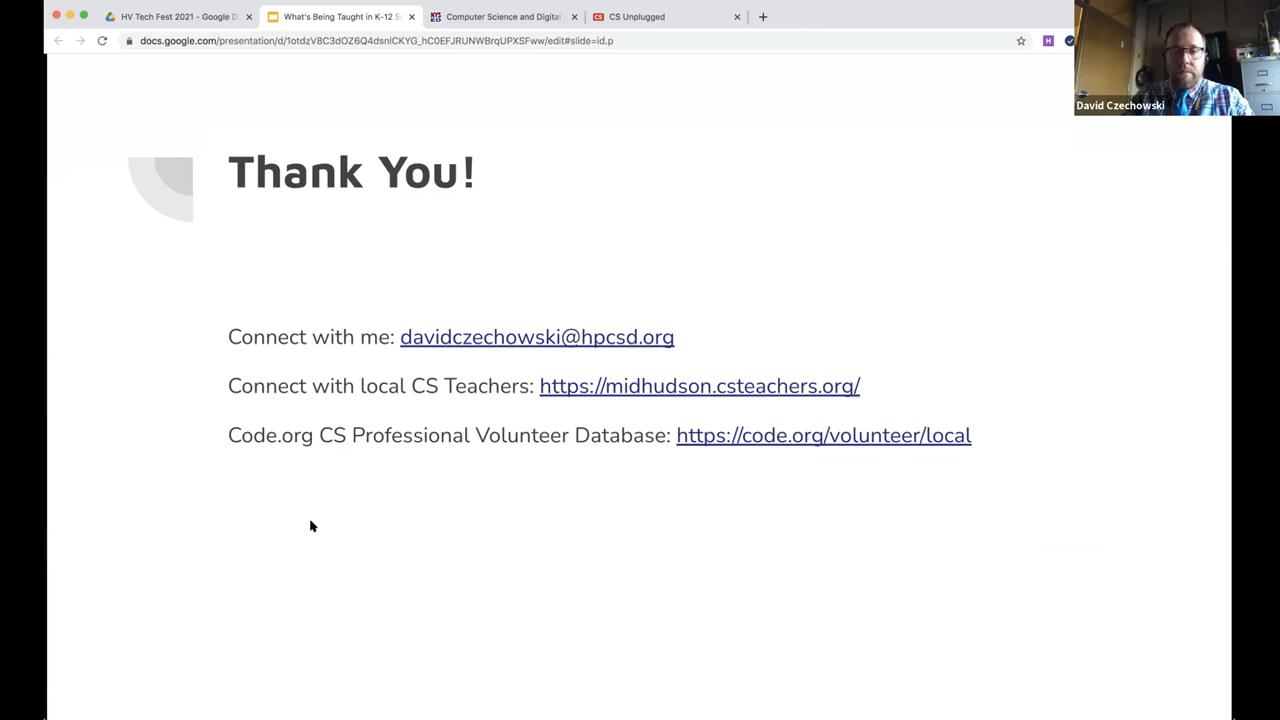 HV Tech Fest 2021 - Google D
What's Being Taught in K-12 S
Computer Science and Digital
CS
CS Unplugged
docs.google.com/presentation/d/1otdzV8C3dOZ6Q4dsnlCKYG_hC0EFJRUNWBrqUPXSFww/edit#slide=id.p
H
David Czechowski
Thank You!
Connect with me: davidczechowski@hpcsd.org
Connect with local CS Teachers: https://midhudson.csteachers.org/
Code.org CS Professional Volunteer Database: https://code.org/volunteer/local